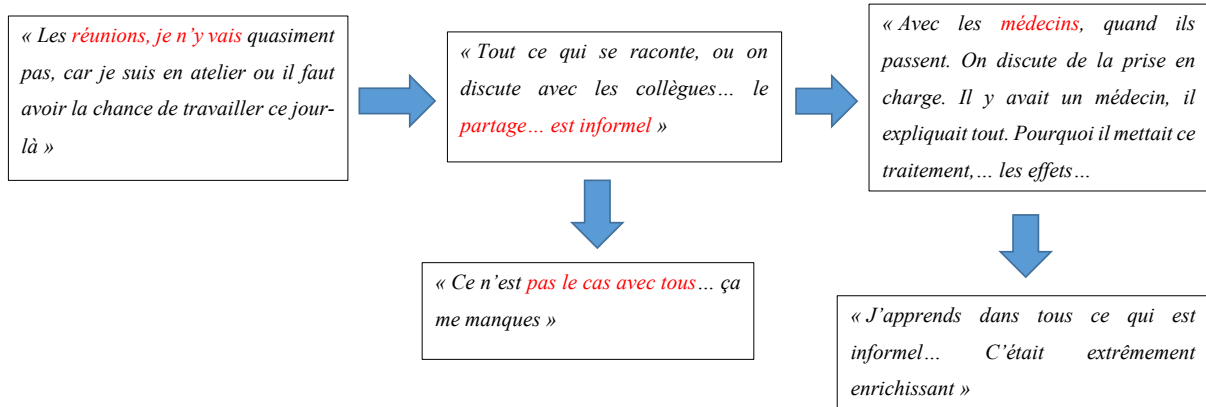 « Les réunions, je n’y vais quasiment
pas, car je suis en atelier ou il faut
avoir la chance de travailler ce jour-
là »
« Tout ce qui se raconte, ou on
discute avec les collègues… le
partage… est informel »
« Avec les médecins, quand ils
passent. On discute de la prise en
charge. Il y avait un médecin, il
expliquait tout. Pourquoi il mettait ce
traitement,… les effets…
« Ce n’est pas le cas avec tous… ça
me manques »
« J’apprends dans tous ce qui est
informel… C’était extrêmement
enrichissant »